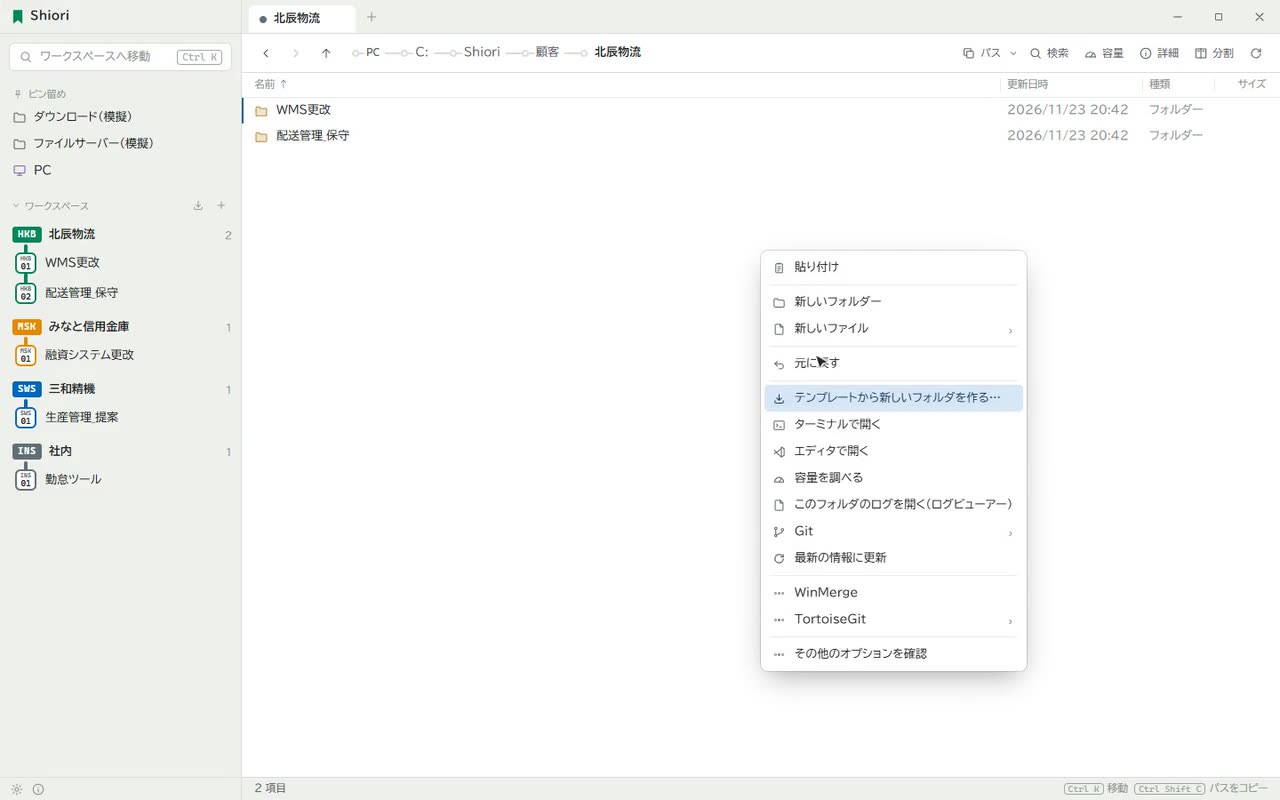 Shiori
北辰物流
ワークスペースへ移動 Ctrl K
PC C: Shiori 顧客 北辰物流
パス 検索 容量 詳細 分割
ピン留め
ダウンロード(模擬)
ファイルサーバー(模擬)
PC
ワークスペース
HKB 北辰物流 2
HKB 01 WMS更改
HKB 02 配送管理_保守
MSK みなと信用金庫 1
MSK 01 融資システム更改
SWS 三和精機 1
SWS 01 生産管理_提案
INS 社内 1
INS 01 勤怠ツール
名前 更新日時 種類 サイズ
WMS更改 2026/11/23 20:42 フォルダー
配送管理_保守 2026/11/23 20:42 フォルダー
貼り付け
新しいフォルダー
新しいファイル
元に戻す
テンプレートから新しいフォルダを作る…
ターミナルで開く
エディタで開く
容量を調べる
このフォルダのログを開く(ログビューアー)
Git
最新の情報に更新
WinMerge
TortoiseGit
その他のオプションを確認
2 項目
Ctrl K 移動 Ctrl Shift C パスをコピー